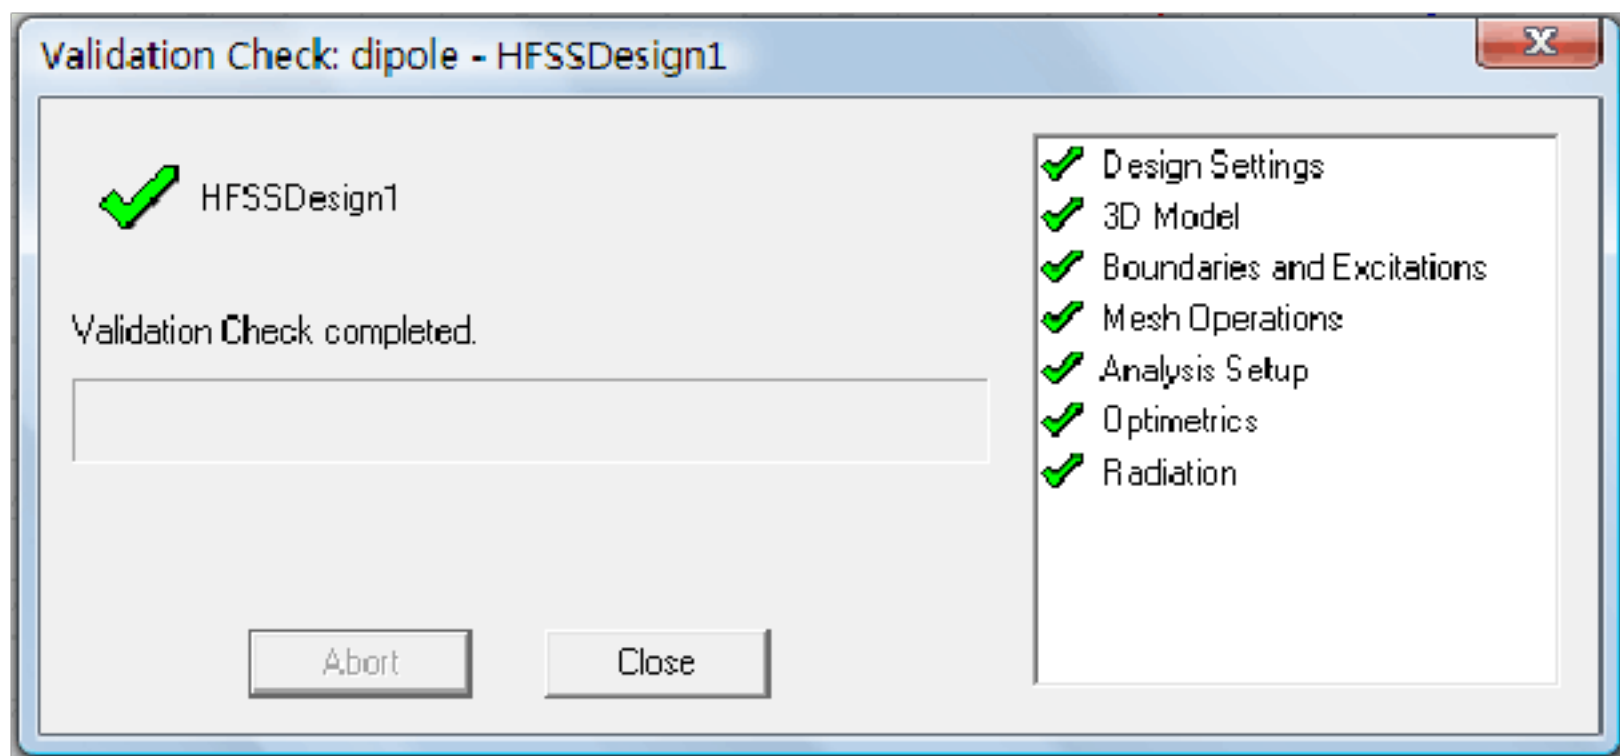 Validation Check: dipole - HFSSDesign1
HFSSDesign1
Validation Check completed.
Abort
Close
Design Settings
3D Model
Boundaries and Excitations
Mesh Operations
Analysis Setup
Optimetrics
Radiation